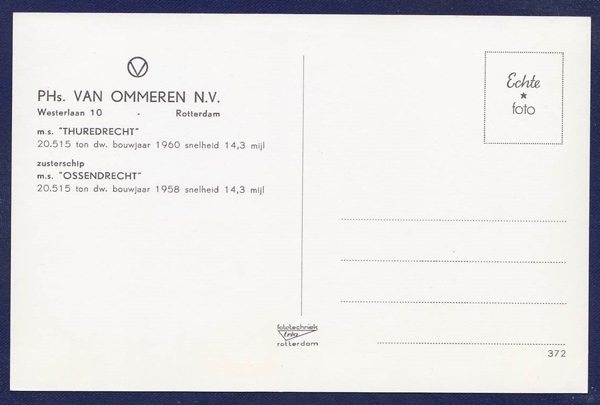 PHs. VAN OMMEREN N.V.
Westerlaan 10 - Rotterdam
m.s. "THUREDRECHT"
20.515 ton dw. bouwjaar 1960 snelheid 14,3 mijl
zusterschip
m.s. "OSSENDRECHT"
20.515 ton dw. bouwjaar 1958 snelheid 14,3 mijl
Echte
foto
fototechniek
rotterdam
372